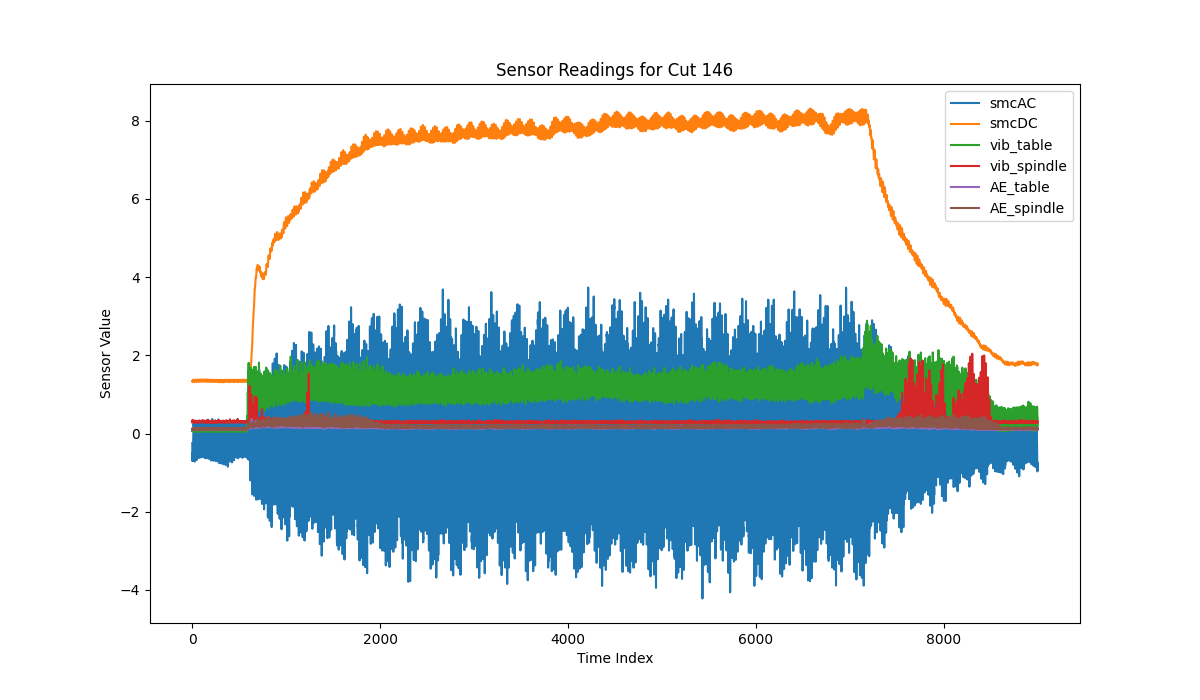 Sensor Readings for Cut 146
smcAC
smcDC
vib_table
vib_spindle
AE_table
AE_spindle
Sensor Value
8
6
4
2
0
−2
−4
0 2000 4000 6000 8000
Time Index